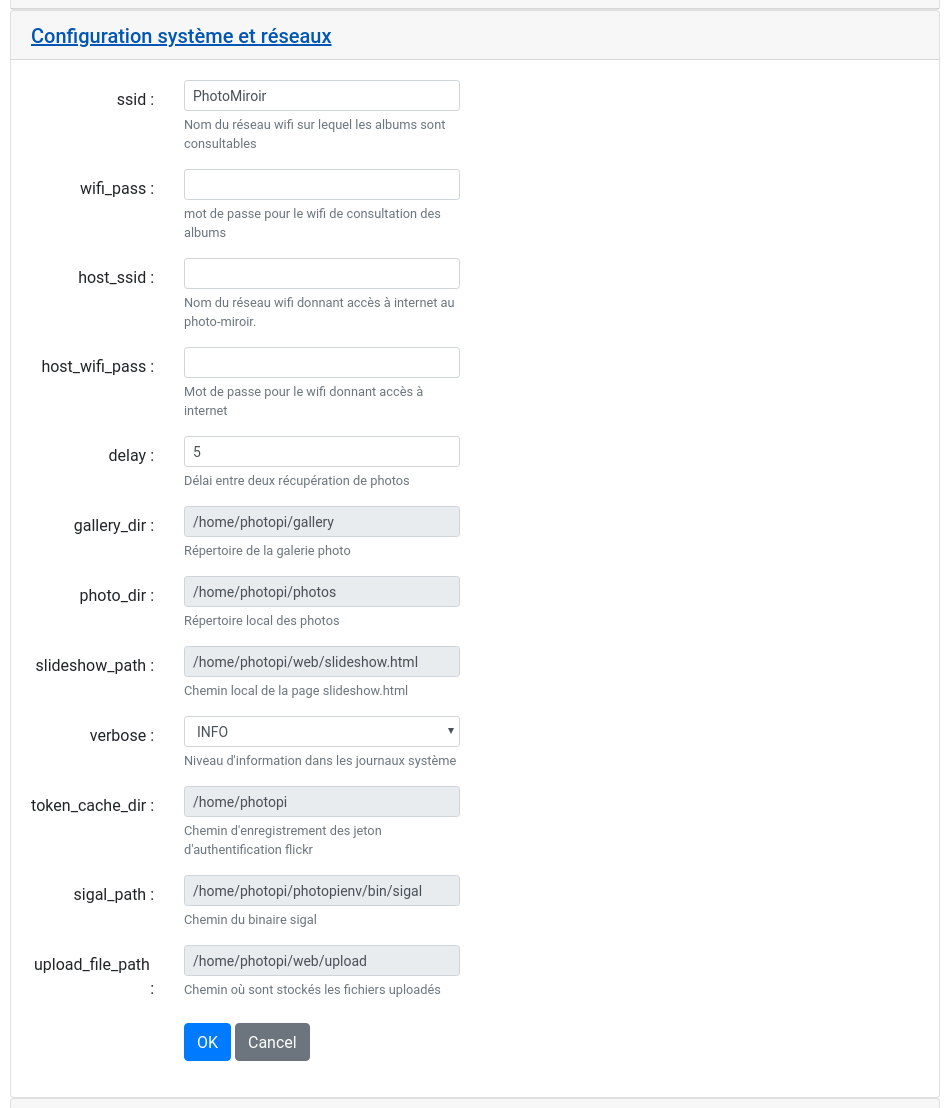 Configuration système et réseaux
ssid :
PhotoMiroir
Nom du réseau wifi sur lequel les albums sont
consultables
wifi_pass :
mot de passe pour le wifi de consultation des
albums
host_ssid :
Nom du réseau wifi donnant accès à internet au
photo-miroir.
host_wifi_pass :
Mot de passe pour le wifi donnant accès à
internet
delay :
5
Délai entre deux récupération de photos
gallery_dir :
/home/photopi/gallery
Répertoire de la galerie photo
photo_dir :
/home/photopi/photos
Répertoire local des photos
slideshow_path :
/home/photopi/web/slideshow.html
Chemin local de la page slideshow.html
verbose :
INFO
Niveau d'information dans les journaux système
token_cache_dir :
/home/photopi
Chemin d'enregistrement des jeton
d'authentification flickr
sigal_path :
/home/photopi/photopienv/bin/sigal
Chemin du binaire sigal
upload_file_path
:
/home/photopi/web/upload
Chemin où sont stockés les fichiers uploadés
OK
Cancel